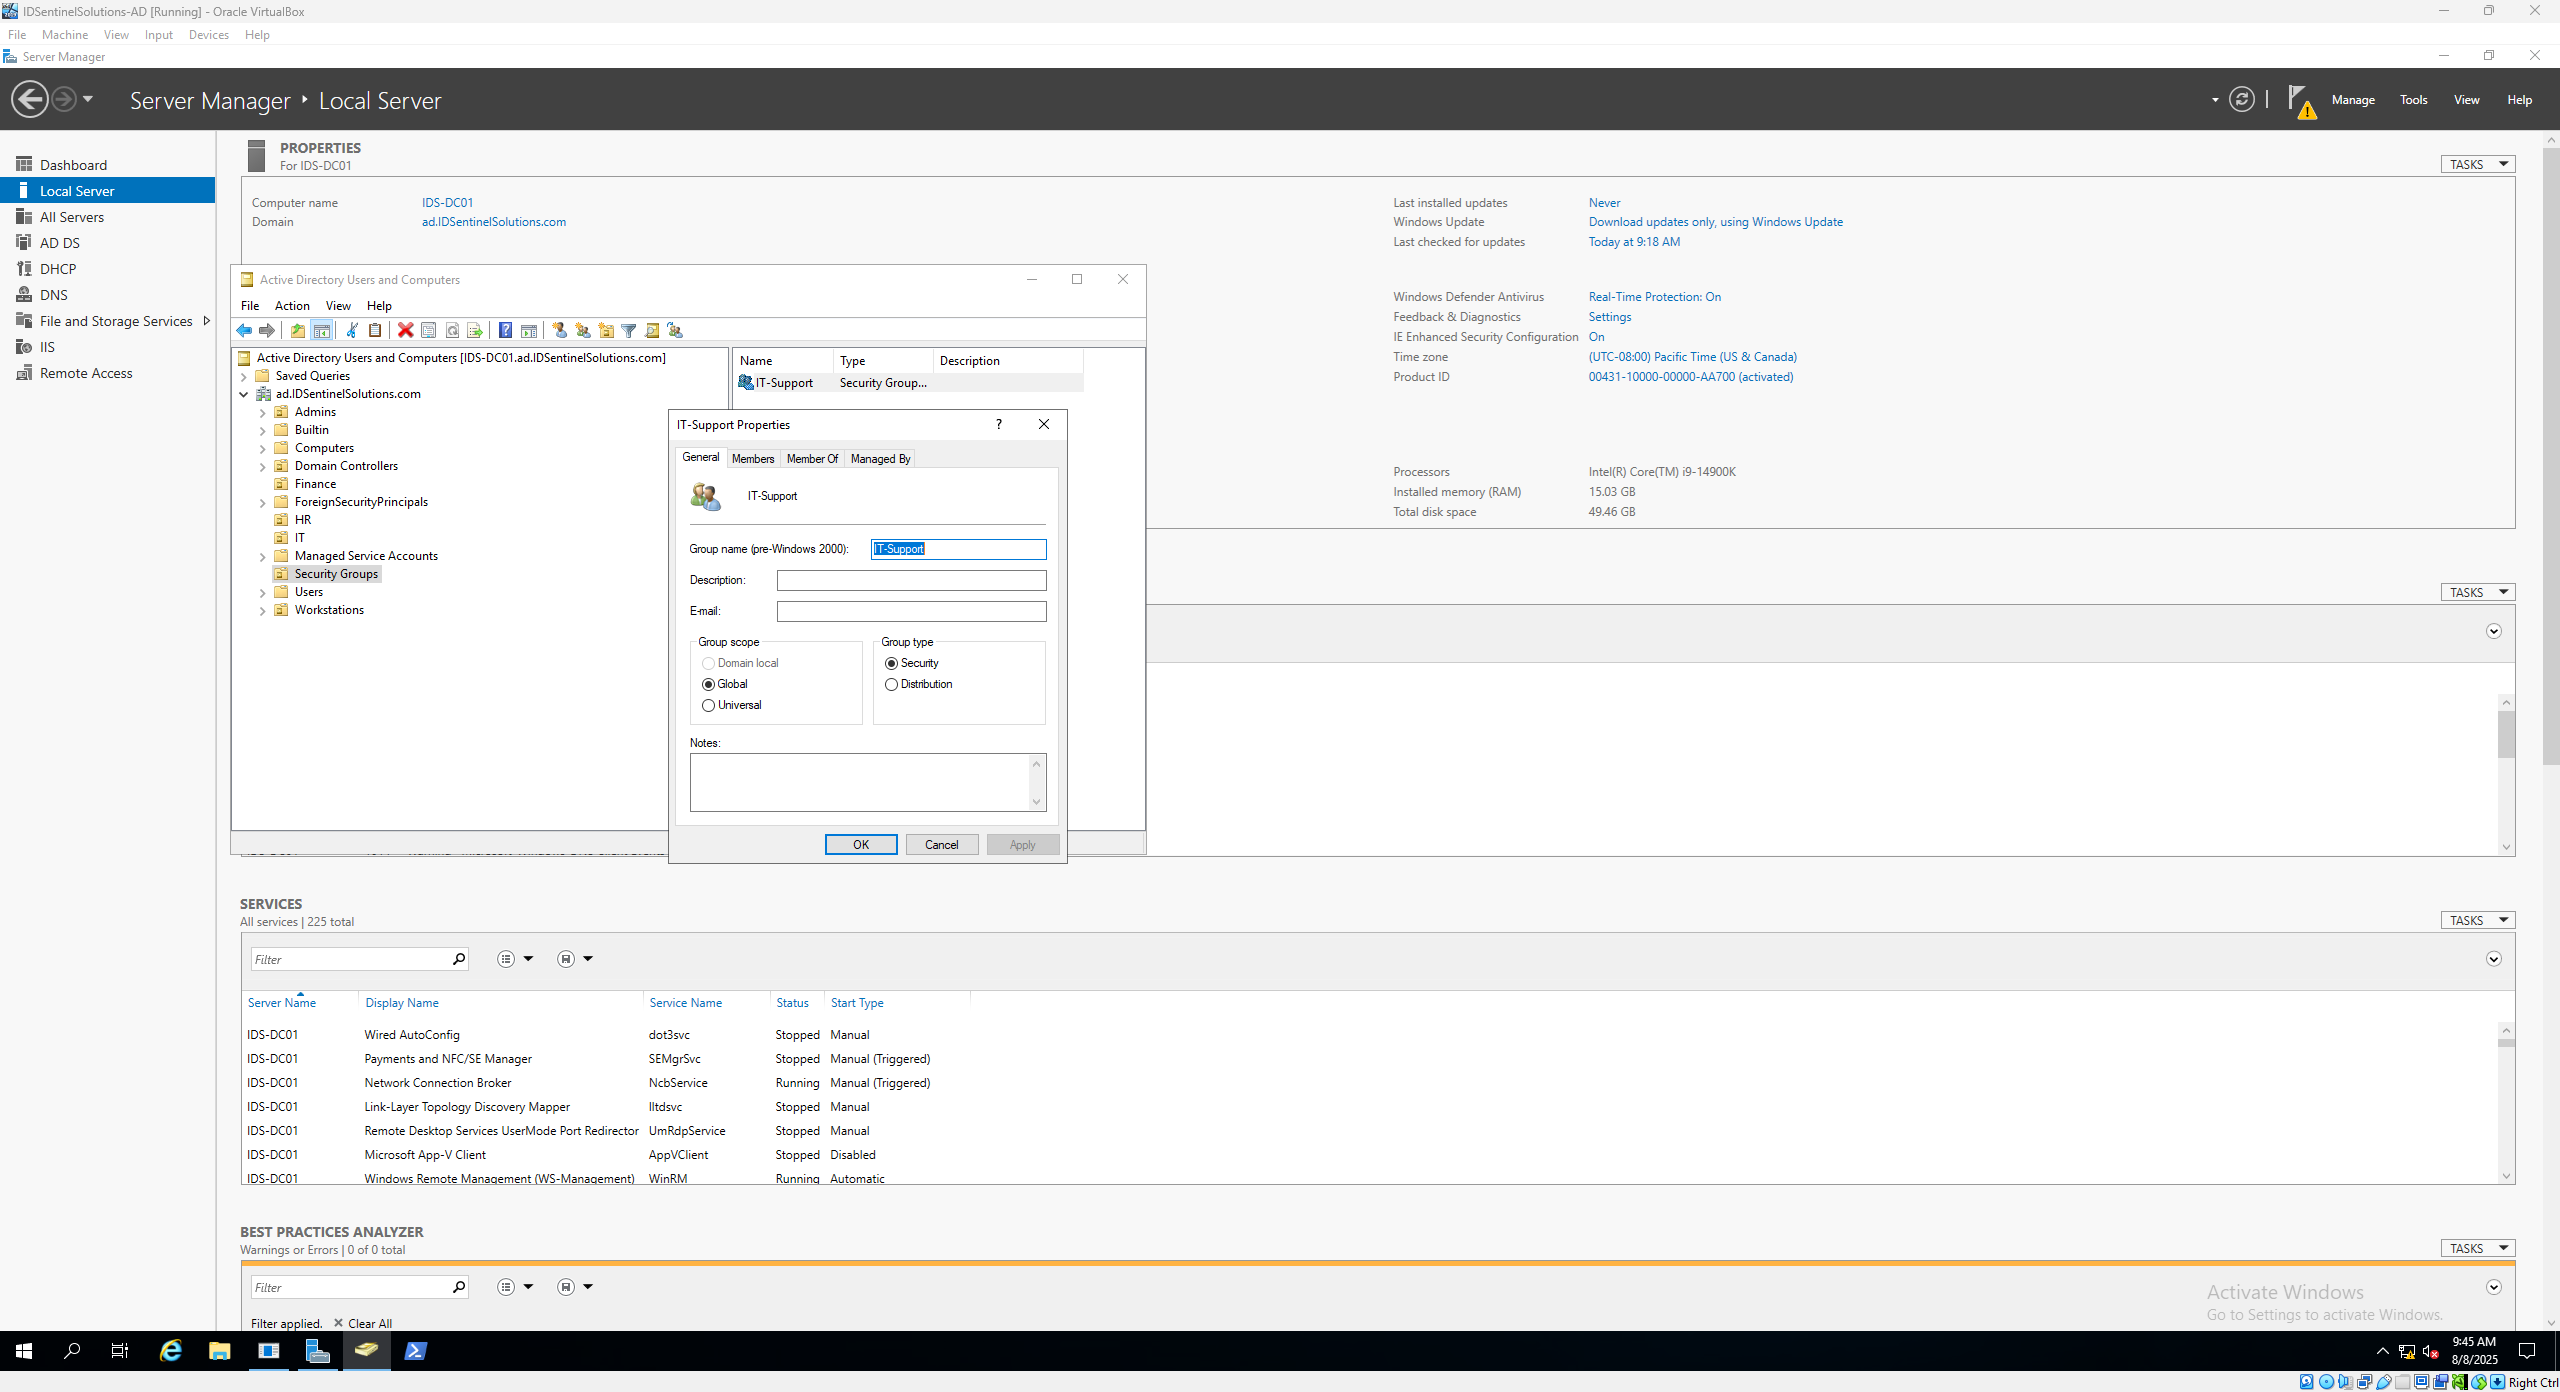 IDSentinelSolutions-AD [Running] - Oracle VirtualBox
File Machine View Input Devices Help
Server Manager
Server Manager ‣ Local Server
Manage Tools View Help
Dashboard
Local Server
All Servers
AD DS
DHCP
DNS
File and Storage Services
IIS
Remote Access
PROPERTIES
For IDS-DC01
TASKS
Computer name IDS-DC01
Domain ad.IDSentinelSolutions.com
Last installed updates Never
Windows Update Download updates only, using Windows Update
Last checked for updates Today at 9:18 AM
Windows Defender Antivirus Real-Time Protection: On
Feedback & Diagnostics Settings
IE Enhanced Security Configuration On
Time zone (UTC-08:00) Pacific Time (US & Canada)
Product ID 00431-10000-00000-AA700 (activated)
Processors Intel(R) Core(TM) i9-14900K
Installed memory (RAM) 15.03 GB
Total disk space 49.46 GB
Active Directory Users and Computers
File Action View Help
Active Directory Users and Computers [IDS-DC01.ad.IDSentinelSolutions.com]
Saved Queries
ad.IDSentinelSolutions.com
Admins
Builtin
Computers
Domain Controllers
Finance
ForeignSecurityPrincipals
HR
IT
Managed Service Accounts
Security Groups
Users
Workstations
Name Type Description
IT-Support Security Group...
IT-Support Properties
General Members Member Of Managed By
IT-Support
Group name (pre-Windows 2000): IT-Support
Description:
E-mail:
Group scope
Domain local
Global
Universal
Group type
Security
Distribution
Notes:
OK Cancel Apply
TASKS
SERVICES
All services | 225 total
TASKS
Filter
Server Name Display Name Service Name Status Start Type
IDS-DC01 Wired AutoConfig dot3svc Stopped Manual
IDS-DC01 Payments and NFC/SE Manager SEMgrSvc Stopped Manual (Triggered)
IDS-DC01 Network Connection Broker NcbService Running Manual (Triggered)
IDS-DC01 Link-Layer Topology Discovery Mapper lltdsvc Stopped Manual
IDS-DC01 Remote Desktop Services UserMode Port Redirector UmRdpService Stopped Manual
IDS-DC01 Microsoft App-V Client AppVClient Stopped Disabled
IDS-DC01 Windows Remote Management (WS-Management) WinRM Running Automatic
BEST PRACTICES ANALYZER
Warnings or Errors | 0 of 0 total
TASKS
Filter
Filter applied. Clear All
Activate Windows
Go to Settings to activate Windows.
9:45 AM
8/8/2025
Right Ctrl